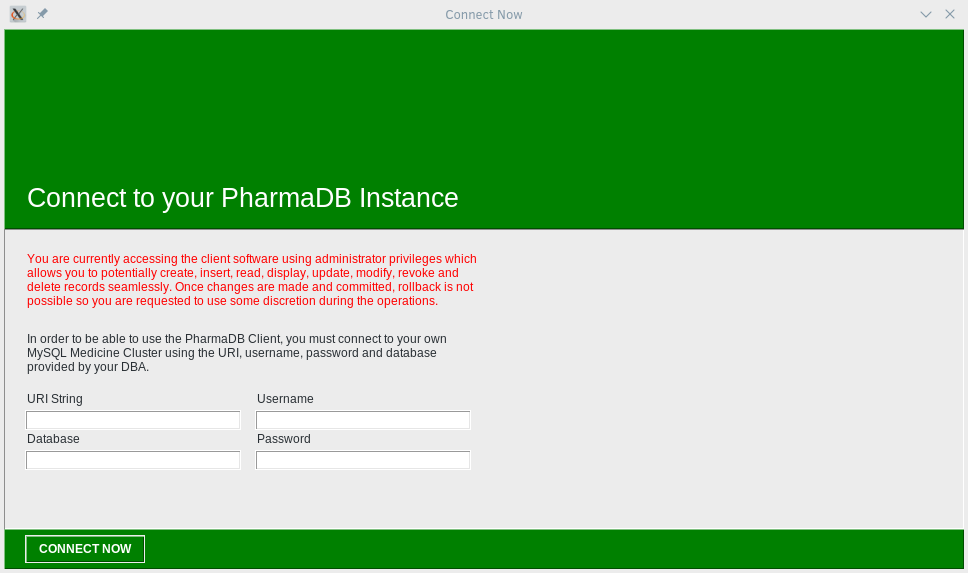 Connect Now
Connect to your PharmaDB Instance
You are currently accessing the client software using administrator privileges which
allows you to potentially create, insert, read, display, update, modify, revoke and
delete records seamlessly. Once changes are made and committed, rollback is not
possible so you are requested to use some discretion during the operations.
In order to be able to use the PharmaDB Client, you must connect to your own
MySQL Medicine Cluster using the URI, username, password and database
provided by your DBA.
URI String
Username
Database
Password
CONNECT NOW